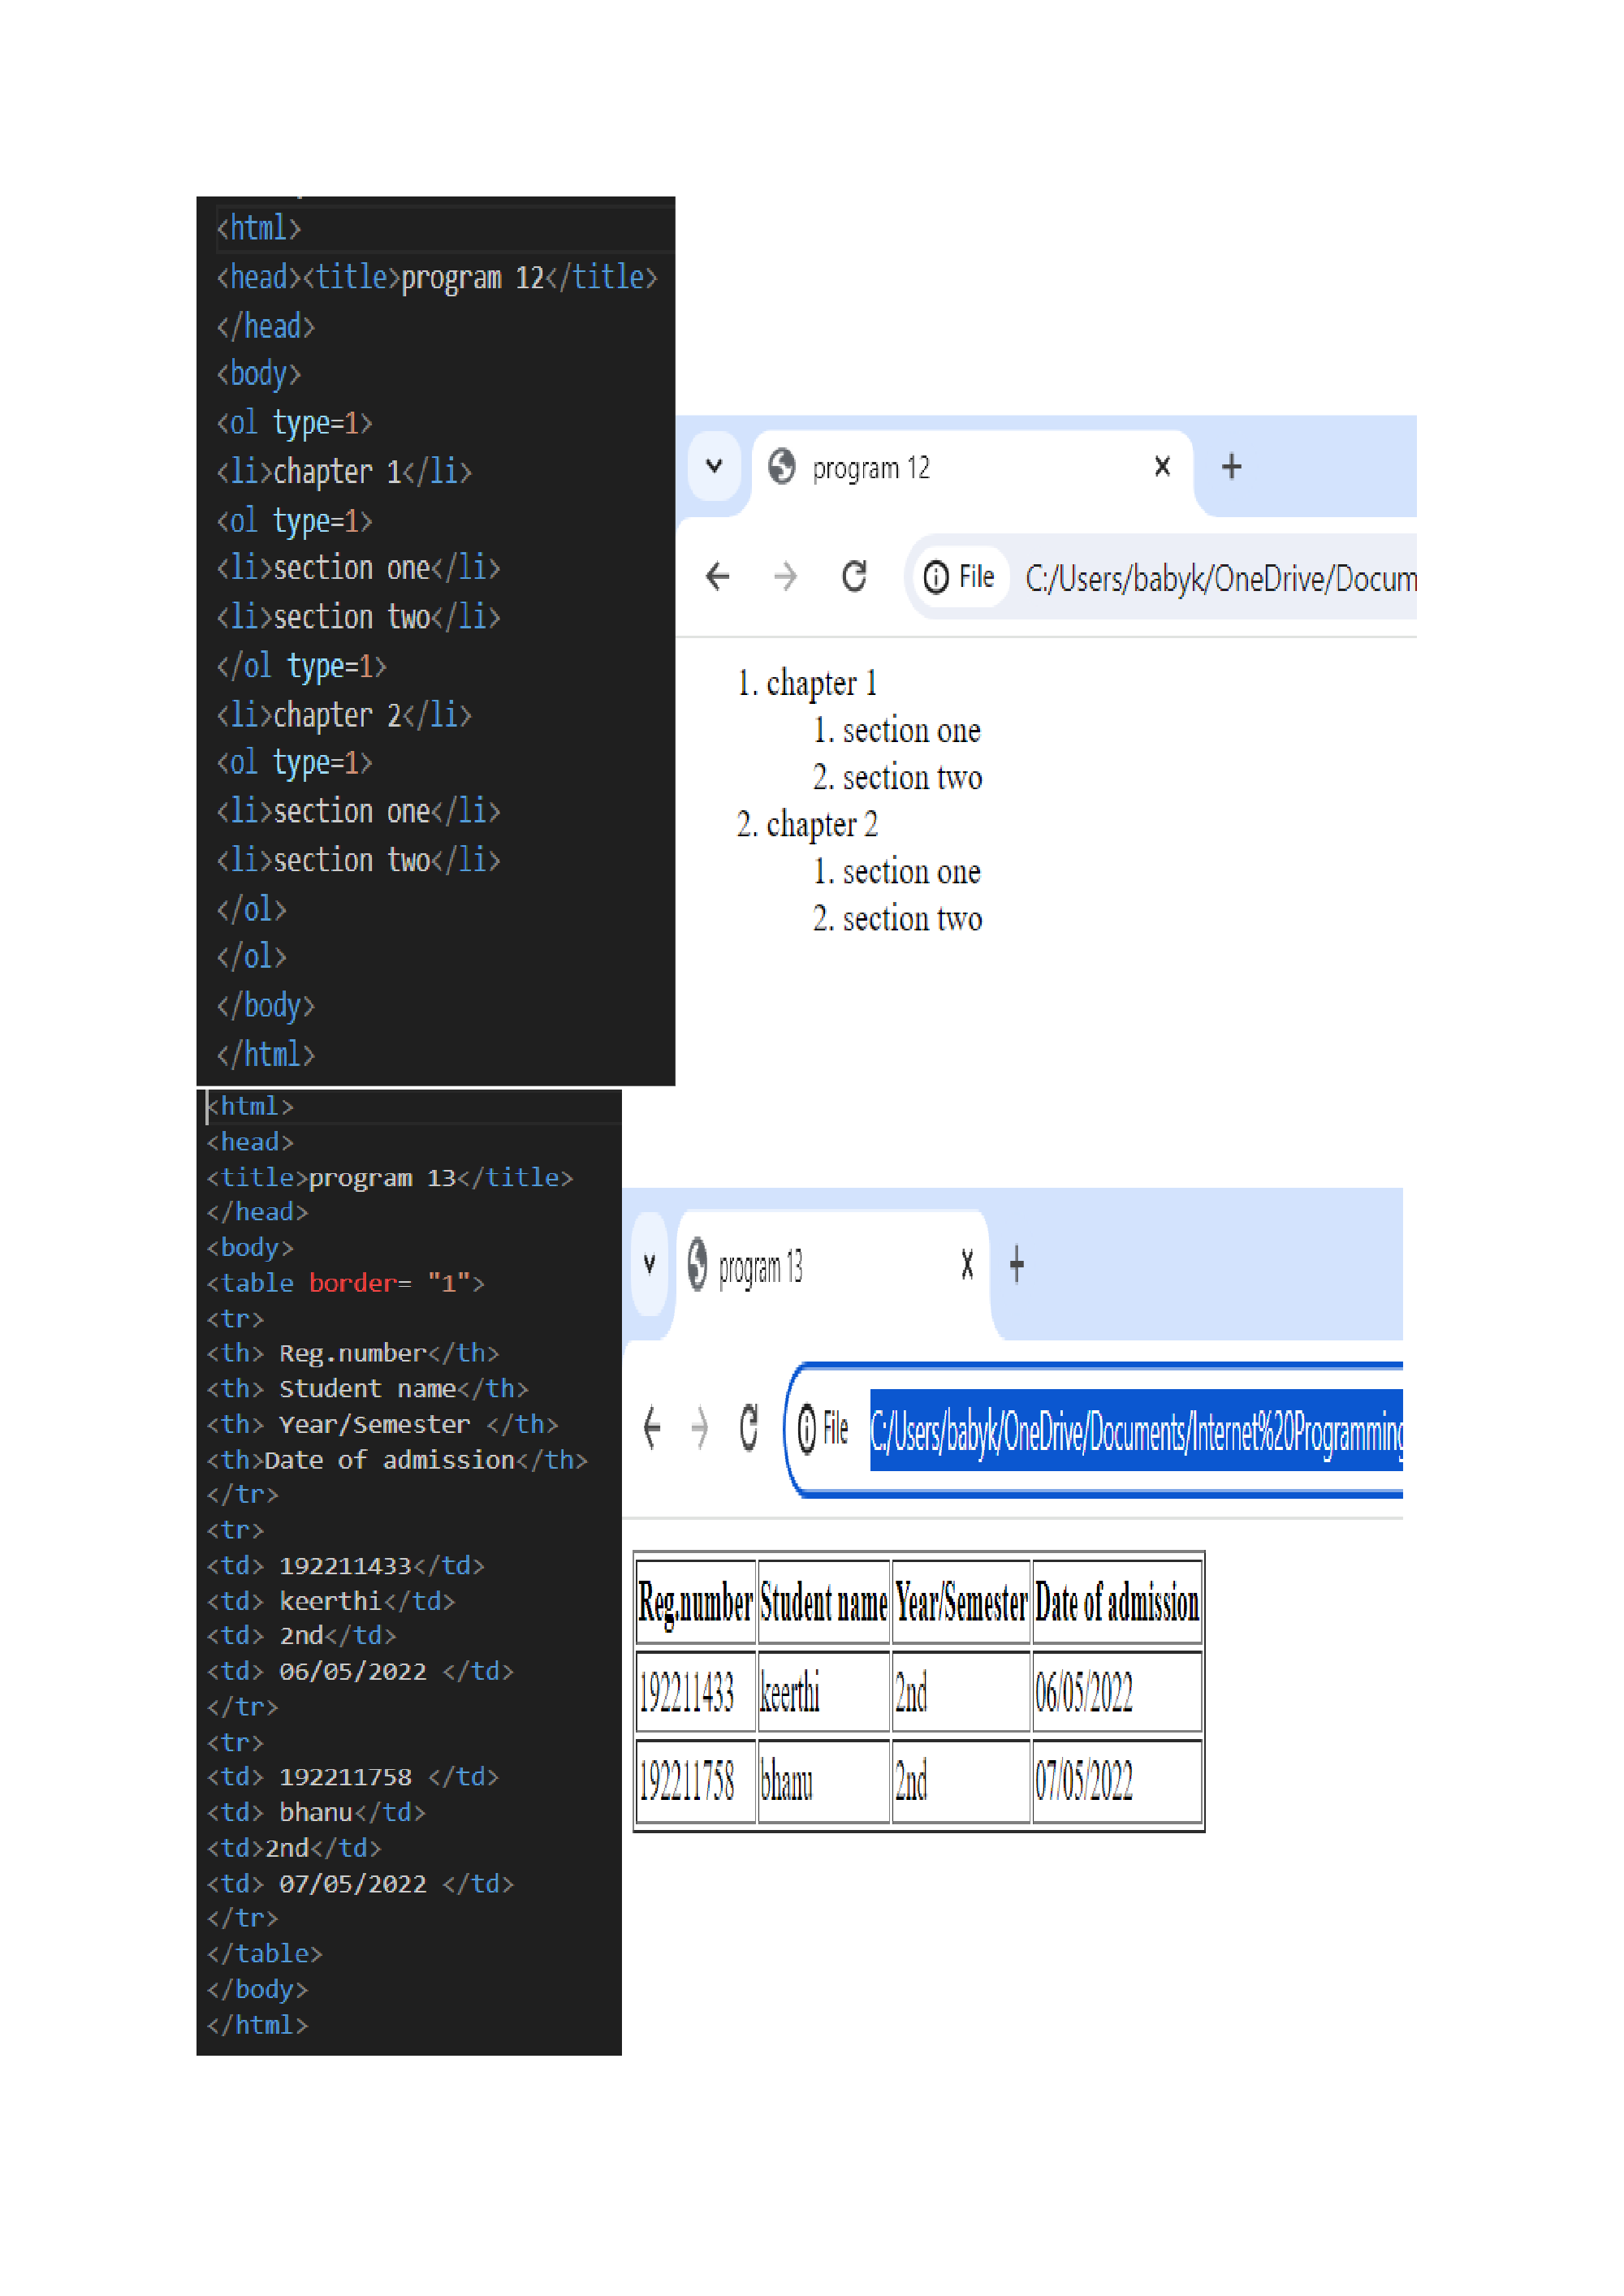 <html>
<head><title>program 12</title>
</head>
<body>
<ol type=1>
<li>chapter 1</li>
<ol type=1>
<li>section one</li>
<li>section two</li>
</ol type=1>
<li>chapter 2</li>
<ol type=1>
<li>section one</li>
<li>section two</li>
</ol>
</ol>
</body>
</html>
program 12
File C:/Users/babyk/OneDrive/Docum
1. chapter 1
1. section one
2. section two
2. chapter 2
1. section one
2. section two
<html>
<head>
<title>program 13</title>
</head>
<body>
<table border= "1">
<tr>
<th> Reg.number</th>
<th> Student name</th>
<th> Year/Semester </th>
<th>Date of admission</th>
</tr>
<tr>
<td> 192211433</td>
<td> keerthi</td>
<td> 2nd</td>
<td> 06/05/2022 </td>
</tr>
<tr>
<td> 192211758 </td>
<td> bhanu</td>
<td>2nd</td>
<td> 07/05/2022 </td>
</tr>
</table>
</body>
</html>
program 13
File C:/Users/babyk/OneDrive/Documents/Internet%20Programming
Reg.number Student name Year/Semester Date of admission
192211433 keerthi 2nd 06/05/2022
192211758 bhanu 2nd 07/05/2022